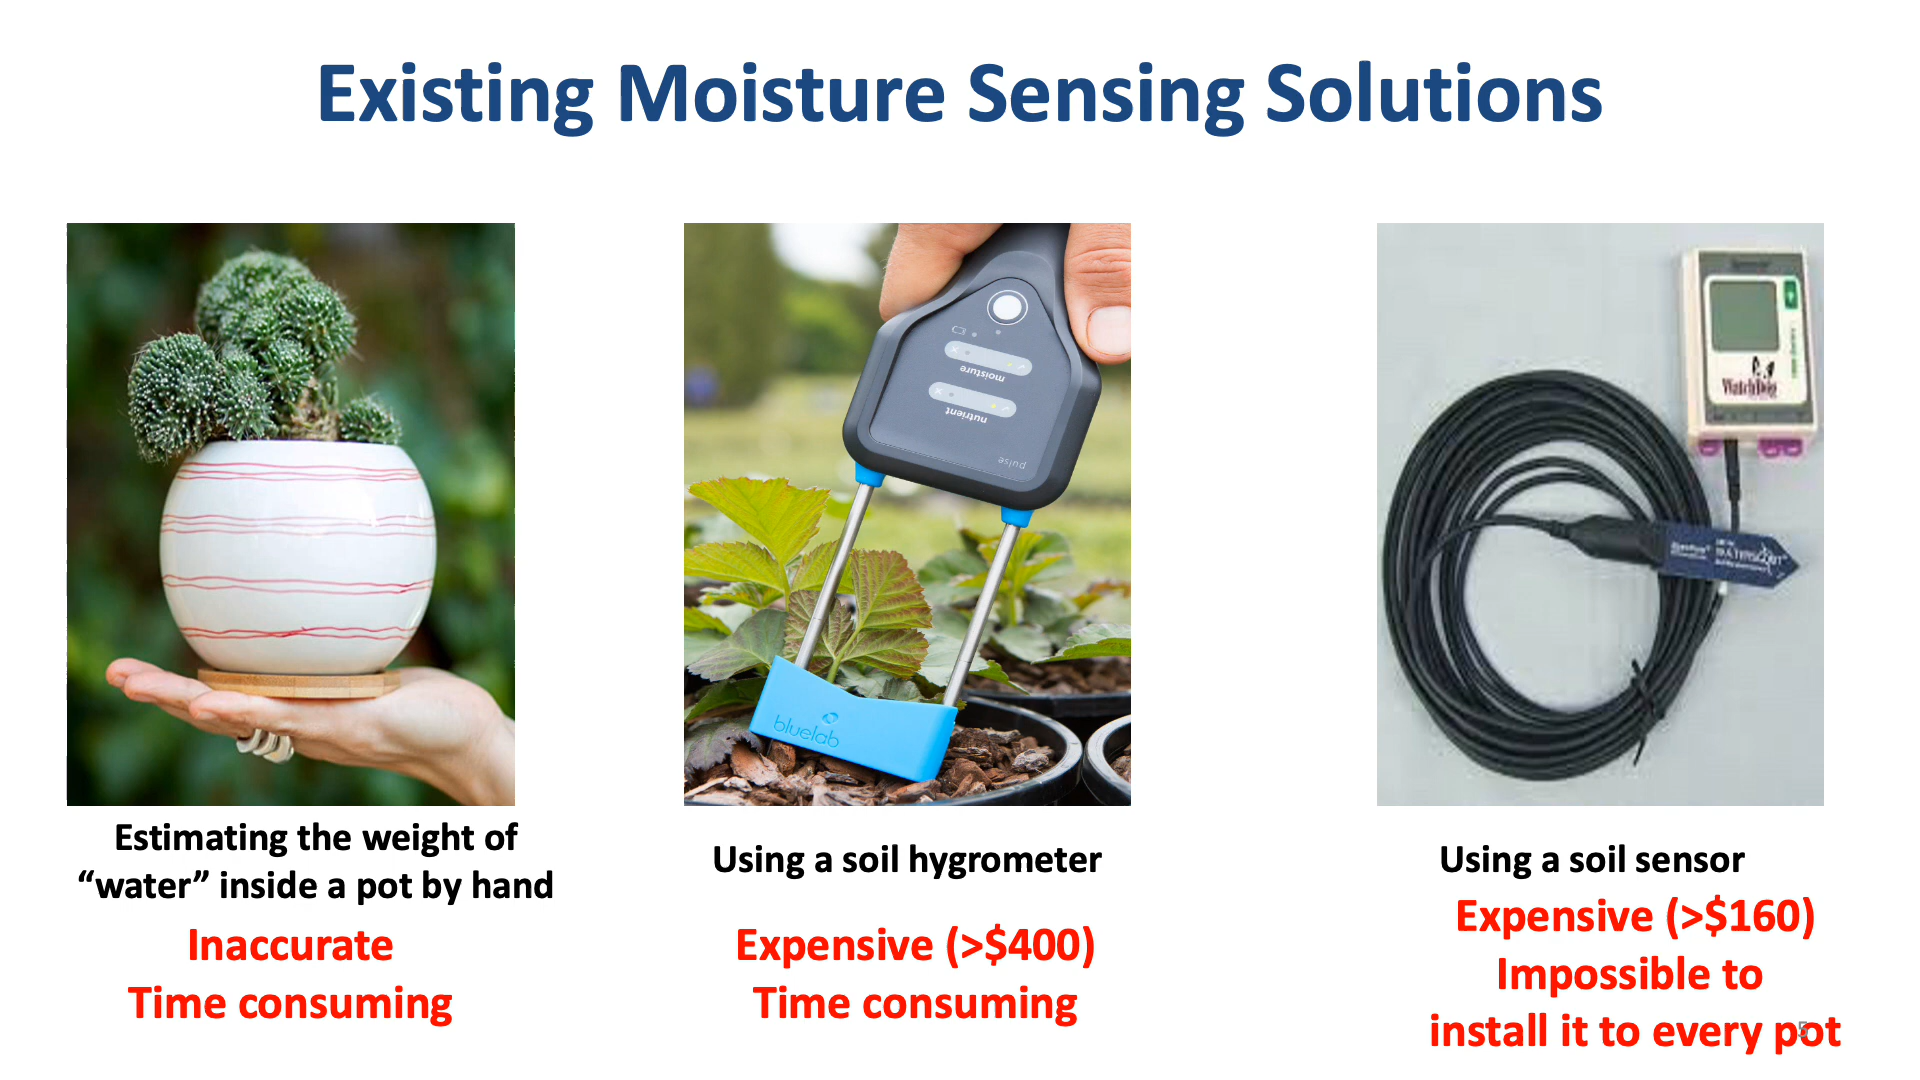 Existing Moisture Sensing Solutions
moisture
nutrient
pulse
bluelab
WatchDog
Estimating the weight of
“water” inside a pot by hand
Inaccurate
Time consuming
Using a soil hygrometer
Expensive (>$400)
Time consuming
Using a soil sensor
Expensive (>$160)
Impossible to
install it to every pot
5